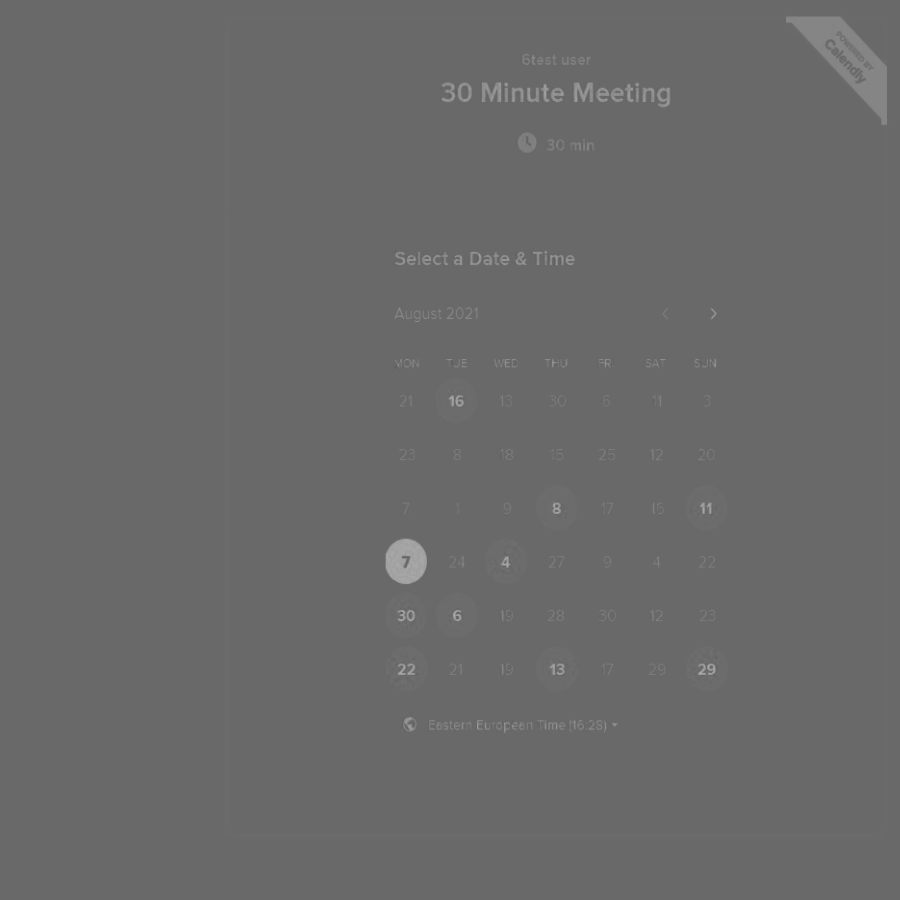 POWERED BY
Calendly
6test user
30 Minute Meeting
30 min
Select a Date & Time
August 2021
MON TUE WED THU FRI SAT SUN
21 16 13 30 6 11 3
23 8 18 15 25 12 20
7 1 9 8 17 15 11
7 24 4 27 9 4 22
30 6 19 28 30 12 23
22 21 19 13 17 29 29
Eastern European Time (16:28)